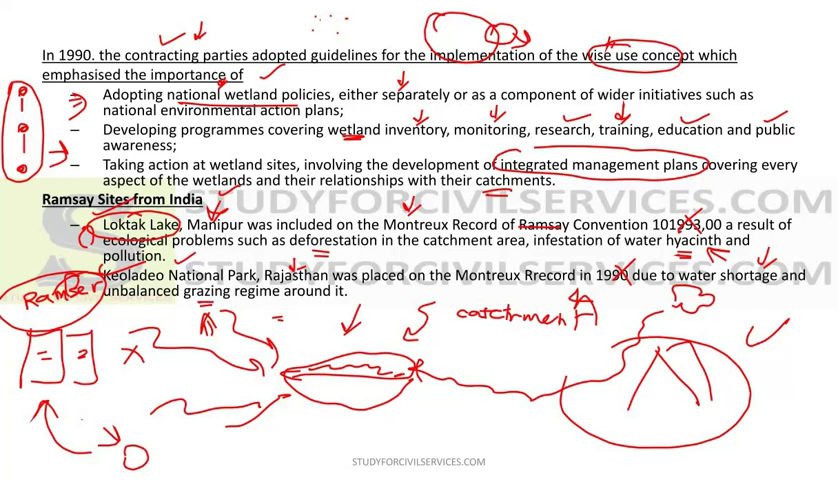 In 1990. the contracting parties adopted guidelines for the implementation of the wise use concept which
emphasised the importance of
– Adopting national wetland policies, either separately or as a component of wider initiatives such as
national environmental action plans;
– Developing programmes covering wetland inventory, monitoring, research, training, education and public
awareness;
– Taking action at wetland sites, involving the development of integrated management plans covering every
aspect of the wetlands and their relationships with their catchments.
STUDYFORCIVILSERVICES.COM
Ramsay Sites from India
– Loktak Lake, Manipur was included on the Montreux Record of Ramsay Convention 101993,00 a result of
ecological problems such as deforestation in the catchment area, infestation of water hyacinth and
pollution.
Keoladeo National Park, Rajasthan was placed on the Montreux Rrecord in 1990 due to water shortage and
unbalanced grazing regime around it.
catchment
STUDYFORCIVILSERVICES.COM